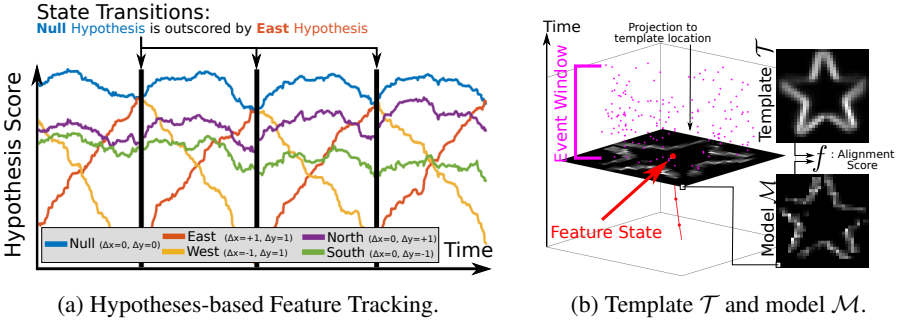 State Transitions:
Null Hypothesis is outscored by East Hypothesis
Hypothesis Score
Null (Δx=0, Δy=0)
East (Δx=+1, Δy=1)
North (Δx=0, Δy=+1)
West (Δx=-1, Δy=1)
South (Δx=0, Δy=-1)
Time
(a) Hypotheses-based Feature Tracking.
Time
Projection to
template location
Event Window
Feature State
Template 𝒯
f : Alignment
Score
Model ℳ
(b) Template 𝒯 and model ℳ.